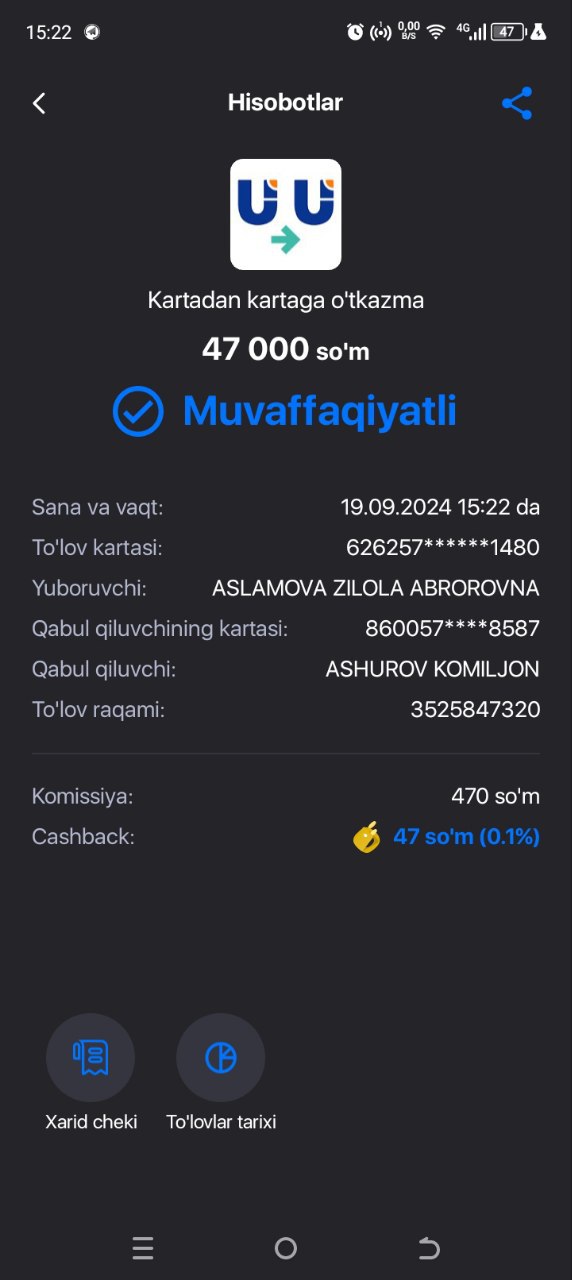 15:22
0,00
B/S
4G
47
Hisobotlar
Kartadan kartaga o'tkazma
47 000 so'm
Muvaffaqiyatli
Sana va vaqt: 19.09.2024 15:22 da
To'lov kartasi: 626257******1480
Yuboruvchi: ASLAMOVA ZILOLA ABROROVNA
Qabul qiluvchining kartasi: 860057****8587
Qabul qiluvchi: ASHUROV KOMILJON
To'lov raqami: 3525847320
Komissiya: 470 so'm
Cashback: 47 so'm (0.1%)
Xarid cheki To'lovlar tarixi